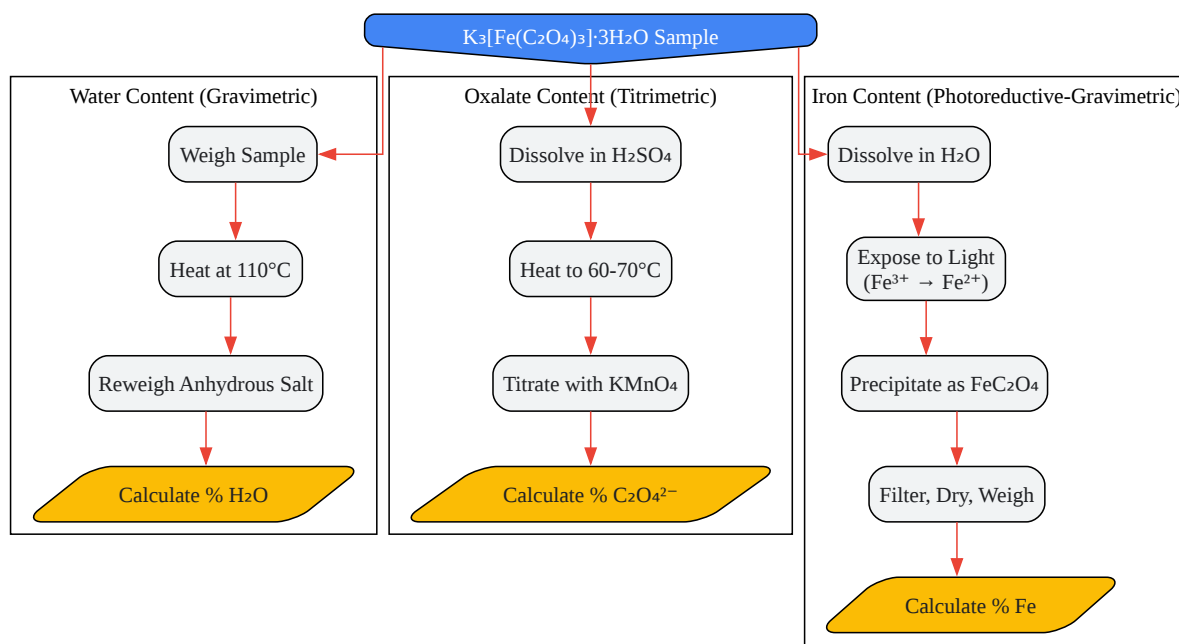 K₃[Fe(C₂O₄)₃]·3H₂O Sample
Water Content (Gravimetric)
Weigh Sample
Heat at 110°C
Reweigh Anhydrous Salt
Calculate % H₂O
Oxalate Content (Titrimetric)
Dissolve in H₂SO₄
Heat to 60-70°C
Titrate with KMnO₄
Calculate % C₂O₄²⁻
Iron Content (Photoreductive-Gravimetric)
Dissolve in H₂O
Expose to Light
(Fe³⁺ → Fe²⁺)
Precipitate as FeC₂O₄
Filter, Dry, Weigh
Calculate % Fe